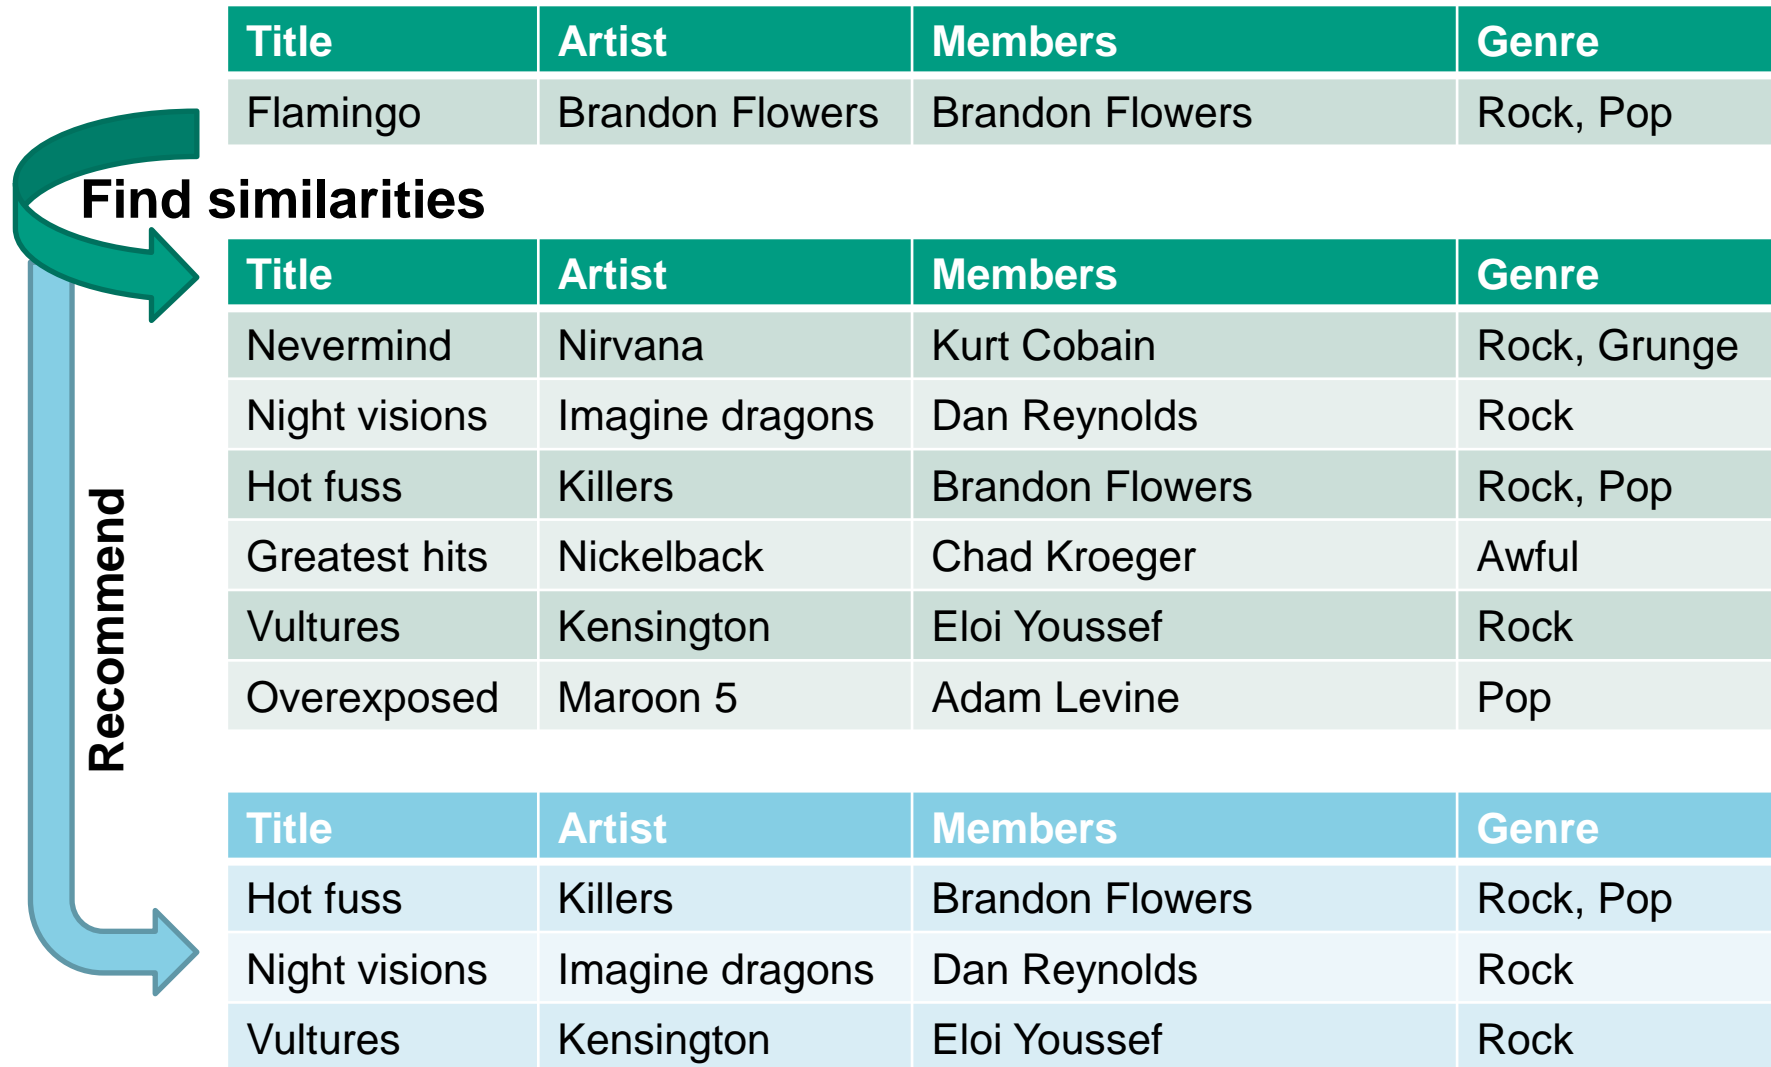 Title Artist Members Genre
Flamingo Brandon Flowers Brandon Flowers Rock, Pop
Find similarities
Title Artist Members Genre
Nevermind Nirvana Kurt Cobain Rock, Grunge
Night visions Imagine dragons Dan Reynolds Rock
Hot fuss Killers Brandon Flowers Rock, Pop
Greatest hits Nickelback Chad Kroeger Awful
Vultures Kensington Eloi Youssef Rock
Overexposed Maroon 5 Adam Levine Pop
Recommend
Title Artist Members Genre
Hot fuss Killers Brandon Flowers Rock, Pop
Night visions Imagine dragons Dan Reynolds Rock
Vultures Kensington Eloi Youssef Rock